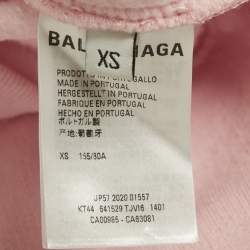 BAL AGA
XS
PRODOTTO IN PORTOGALLO
MADE IN PORTUGAL
HERGESTELLT IN PORTUGAL
FABRIQUE EN PORTUGAL
HECHO EN PORTUGAL
ポルトガル製
产地：葡萄牙
XS 155/80A
JP57 2020 01557
KT44 641529 TJVI6 1401
CA00965 - CA63081